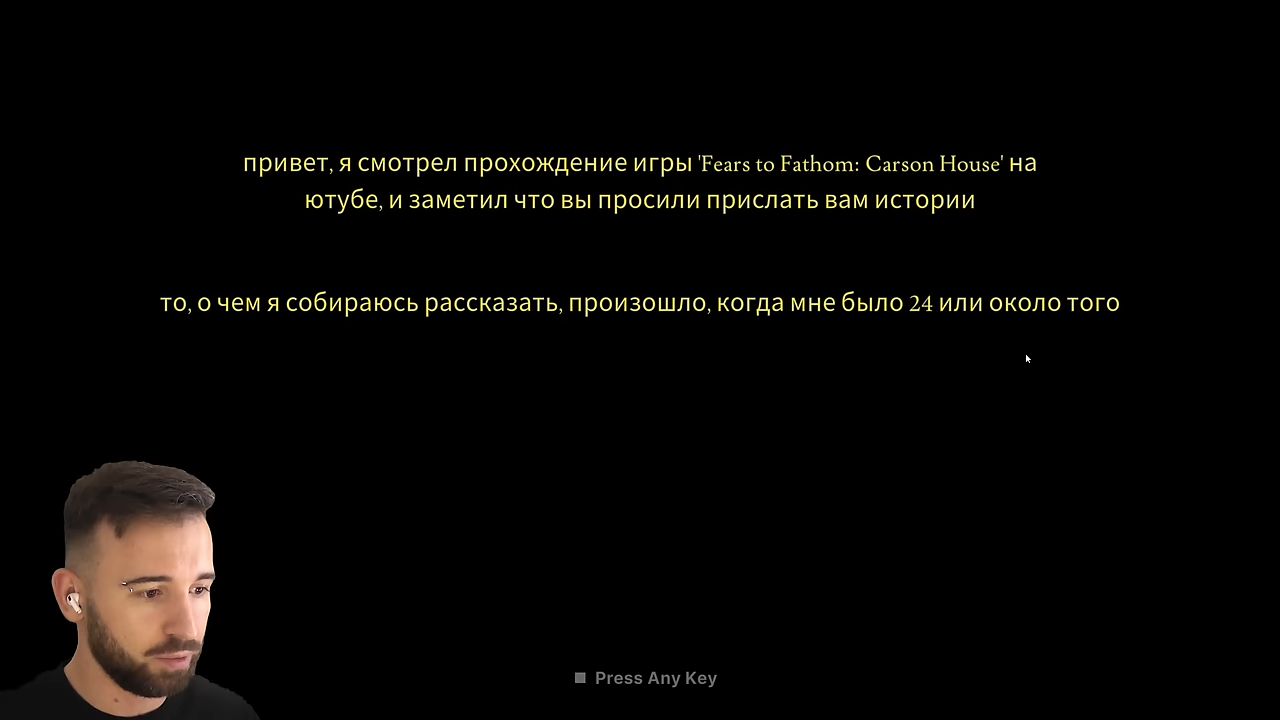 привет, я смотрел прохождение игры 'Fears to Fathom: Carson House' на
ютубе, и заметил что вы просили прислать вам истории
то, о чем я собираюсь рассказать, произошло, когда мне было 24 или около того
Press Any Key